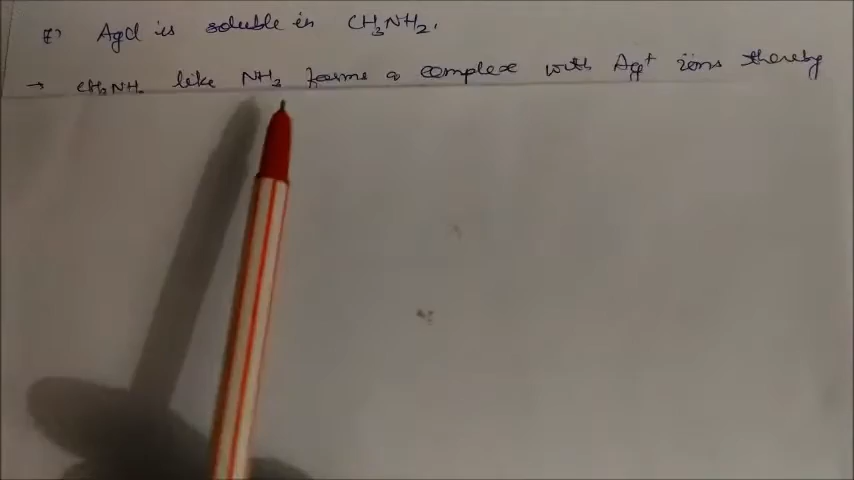 E) AgCl is soluble in CH3NH2.
→ CH3NH2 like NH3 forms a complex with Ag+ ions thereby